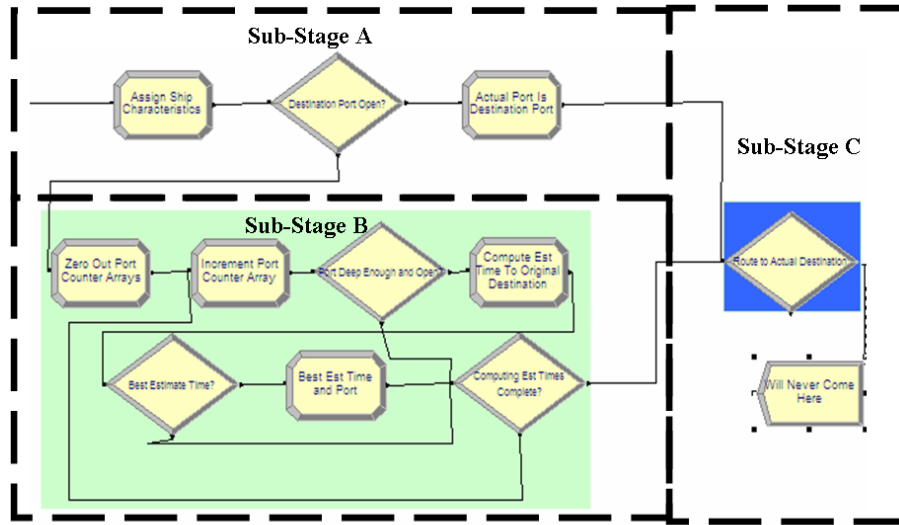 Sub-Stage A
Assign Ship
Characteristics
Destination Port Open?
Actual Port Is
Destination Port
Sub-Stage B
Zero Out Port
Counter Arrays
Increment Port
Counter Array
Port Deep Enough and Open?
Compute Est
Time To Original
Destination
Best Estimate Time?
Best Est Time
and Port
Computing Est Times
Complete?
Sub-Stage C
Route to Actual Destination
Will Never Come
Here